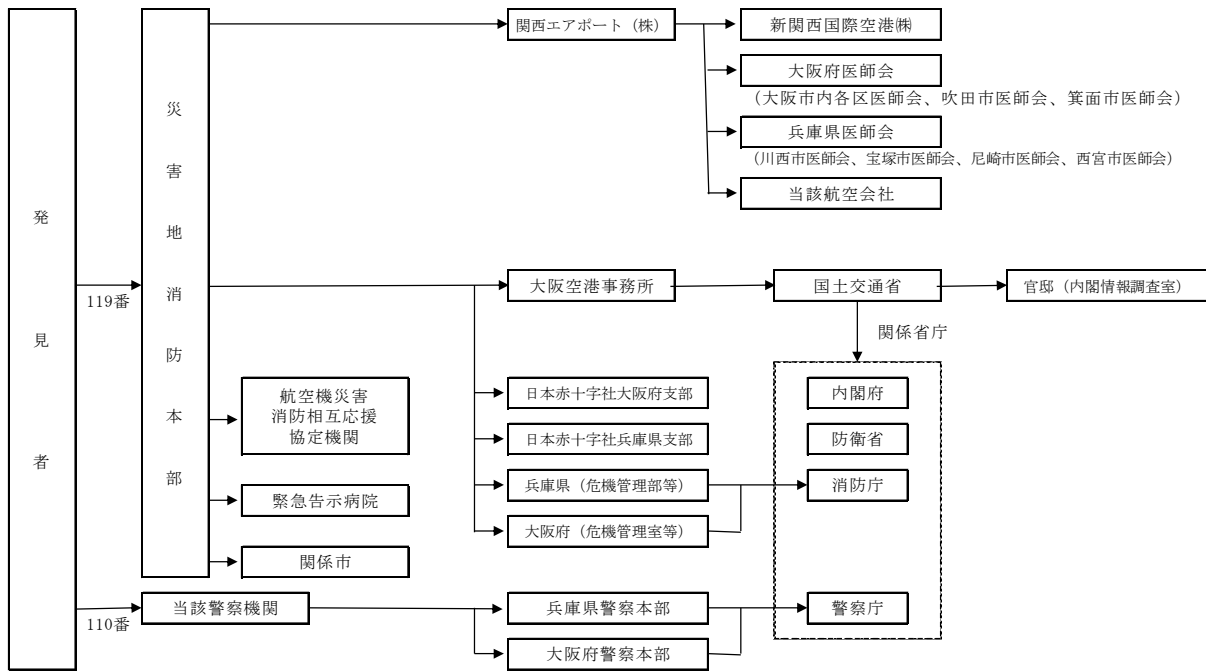 発見者
119番
110番
災害地消防本部
関西エアポート（株）
新関西国際空港㈱
大阪府医師会
（大阪市内各区医師会、吹田市医師会、箕面市医師会）
兵庫県医師会
（川西市医師会、宝塚市医師会、尼崎市医師会、西宮市医師会）
当該航空会社
大阪空港事務所
国土交通省
官邸（内閣情報調査室）
関係省庁
航空機災害
消防相互応援
協定機関
緊急告示病院
関係市
日本赤十字社大阪府支部
日本赤十字社兵庫県支部
兵庫県（危機管理部等）
大阪府（危機管理室等）
内閣府
防衛省
消防庁
当該警察機関
兵庫県警察本部
大阪府警察本部
警察庁